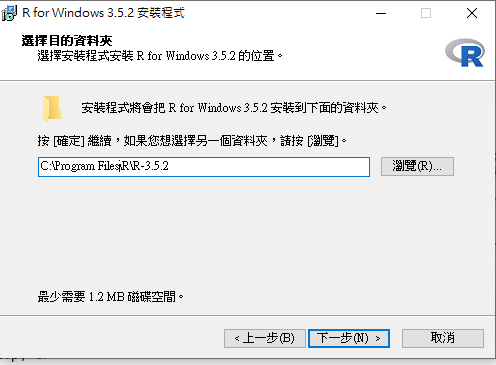 R for Windows 3.5.2 安裝程式
選擇目的資料夾
選擇安裝程式安裝 R for Windows 3.5.2 的位置。
R
安裝程式將會把 R for Windows 3.5.2 安裝到下面的資料夾。
按 [確定] 繼續，如果您想選擇另一個資料夾，請按 [瀏覽]。
C:\Program Files\R\R-3.5.2
瀏覽(R)...
最少需要 1.2 MB 磁碟空間。
< 上一步(B)
下一步(N) >
取消